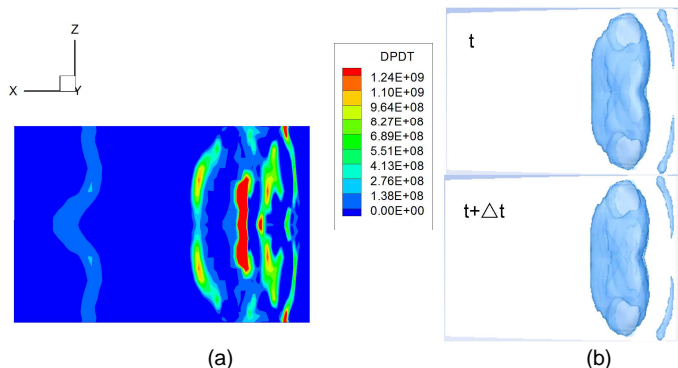 Z
X
Y
DPDT
1.24E+09
1.10E+09
9.64E+08
8.27E+08
6.89E+08
5.51E+08
4.13E+08
2.76E+08
1.38E+08
0.00E+00
t
t+△t
(a)
(b)